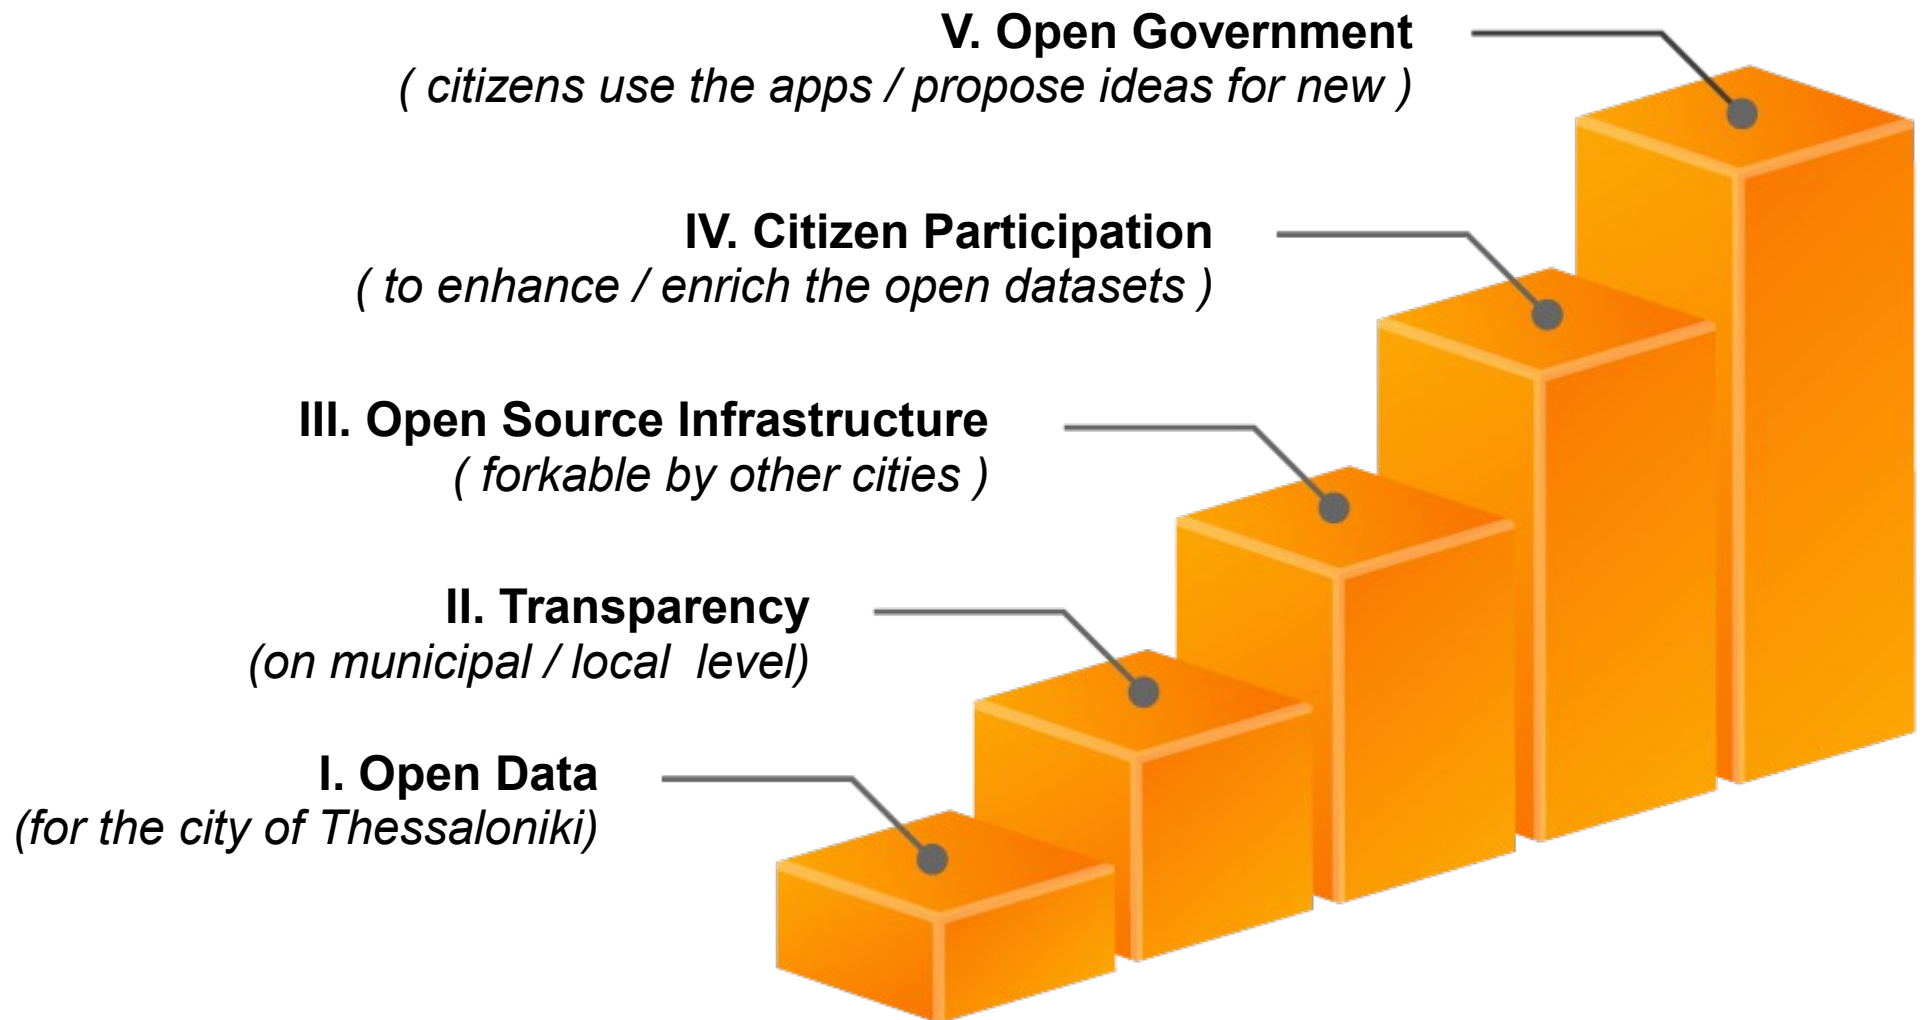 V. Open Government
( citizens use the apps / propose ideas for new )
IV. Citizen Participation
( to enhance / enrich the open datasets )
III. Open Source Infrastructure
( forkable by other cities )
II. Transparency
(on municipal / local  level)
I. Open Data
(for the city of Thessaloniki)